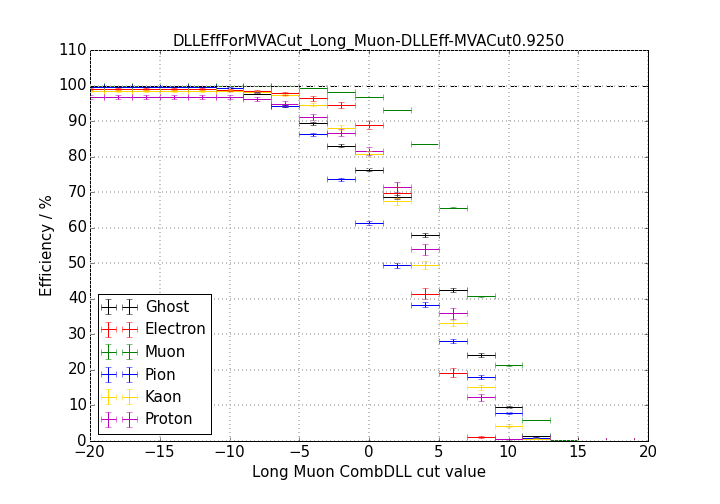 DLLEffForMVACut_Long_Muon-DLLEff-MVACut0.9250
110
100
90
80
70
60
50
40
30
20
10
0
Efficiency / %
Ghost
Electron
Muon
Pion
Kaon
Proton
−20 −15 −10 −5 0 5 10 15 20
Long Muon CombDLL cut value